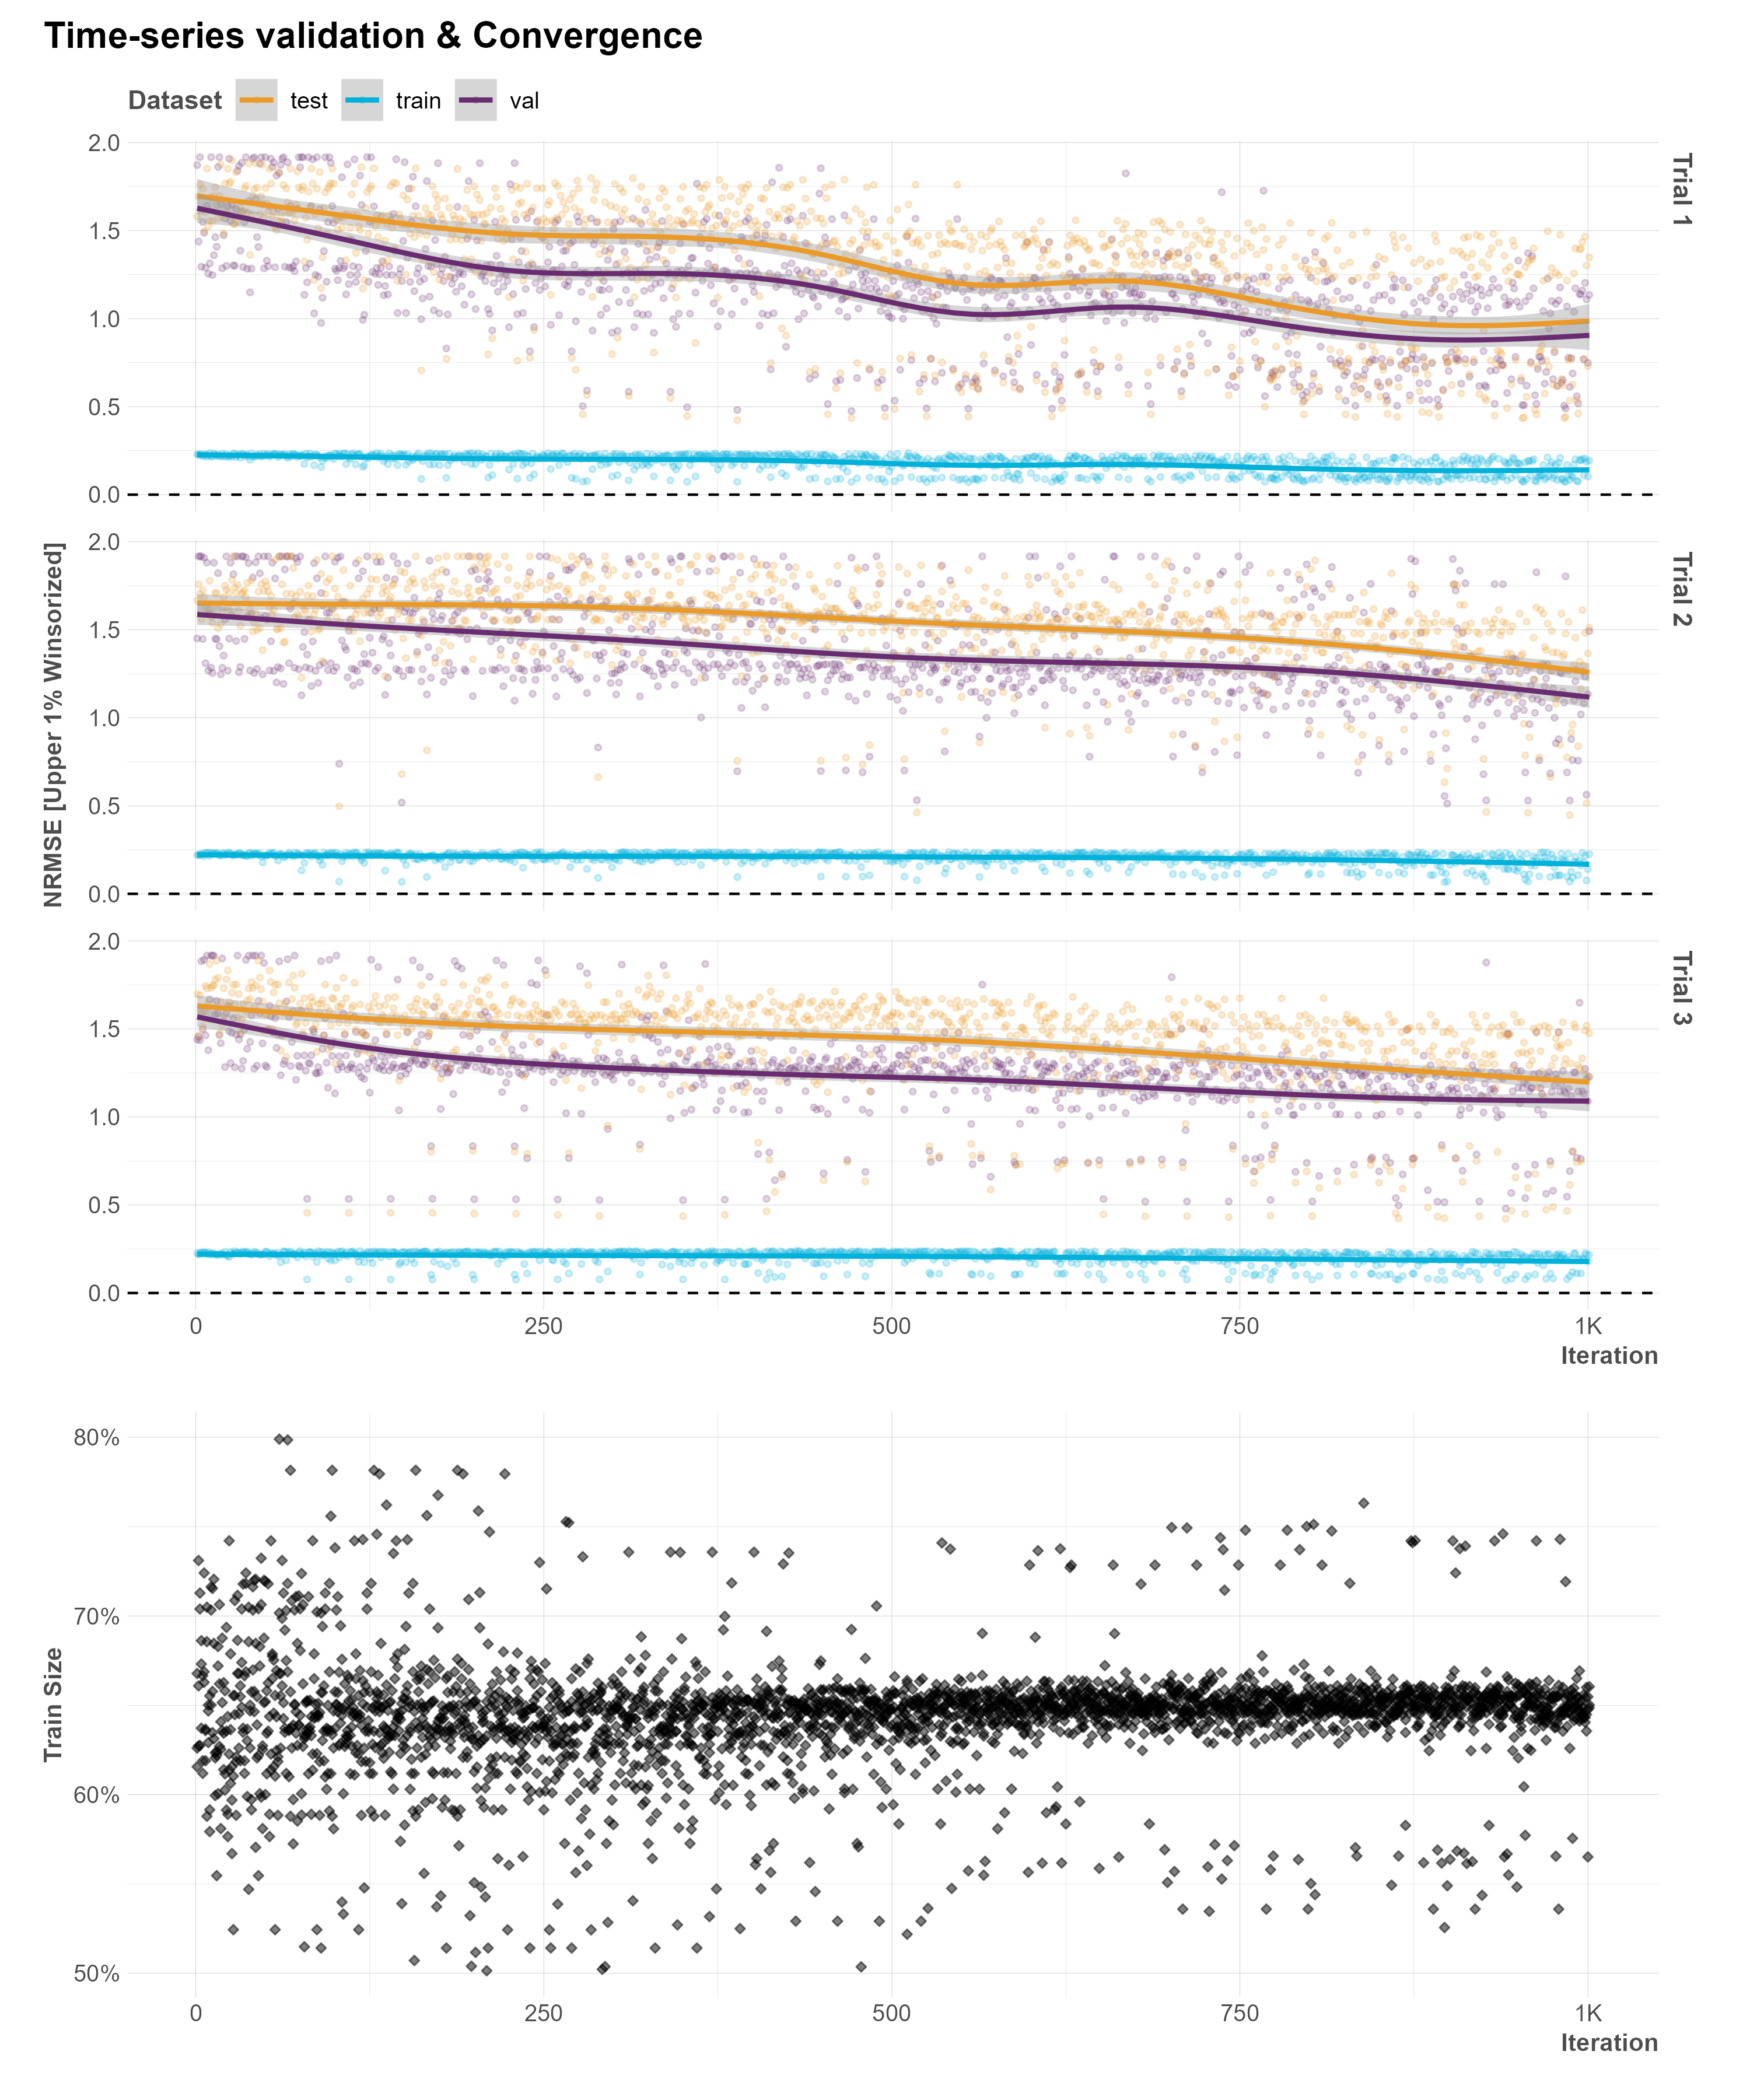 Time-series validation & Convergence
Dataset test train val
2.0
1.5
1.0
0.5
0.0
Trial 1
NRMSE [Upper 1% Winsorized]
2.0
1.5
1.0
0.5
0.0
Trial 2
2.0
1.5
1.0
0.5
0.0
Trial 3
0 250 500 750 1K
Iteration
Train Size
80%
70%
60%
50%
0 250 500 750 1K
Iteration